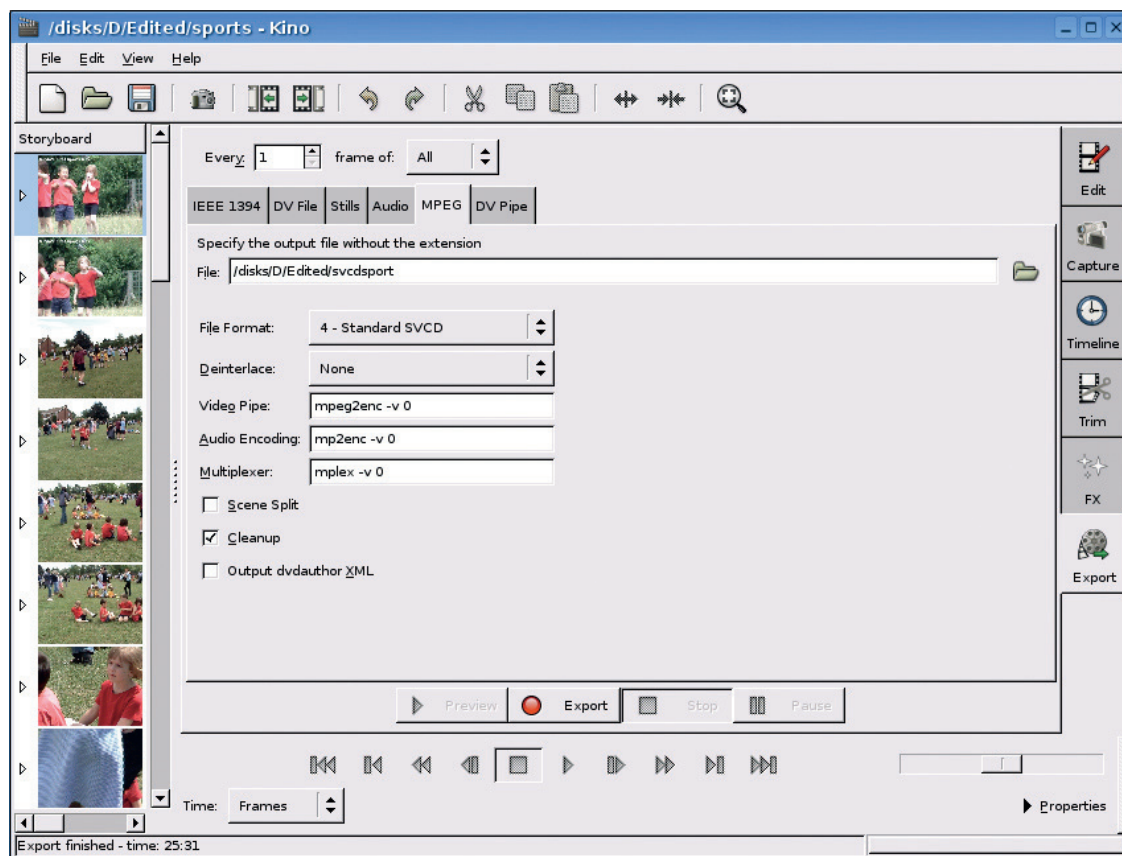 /disks/D/Edited/sports - Kino
File Edit View Help
Storyboard
Every: 1 frame of: All
IEEE 1394 DV File Stills Audio MPEG DV Pipe
Specify the output file without the extension
File: /disks/D/Edited/svcdsport
File Format: 4 - Standard SVCD
Deinterlace: None
Video Pipe: mpeg2enc -v 0
Audio Encoding: mp2enc -v 0
Multiplexer: mplex -v 0
Scene Split
Cleanup
Output dvdauthor XML
Preview Export Stop Pause
Edit
Capture
Timeline
Trim
FX
Export
Time: Frames
Properties
Export finished - time: 25:31